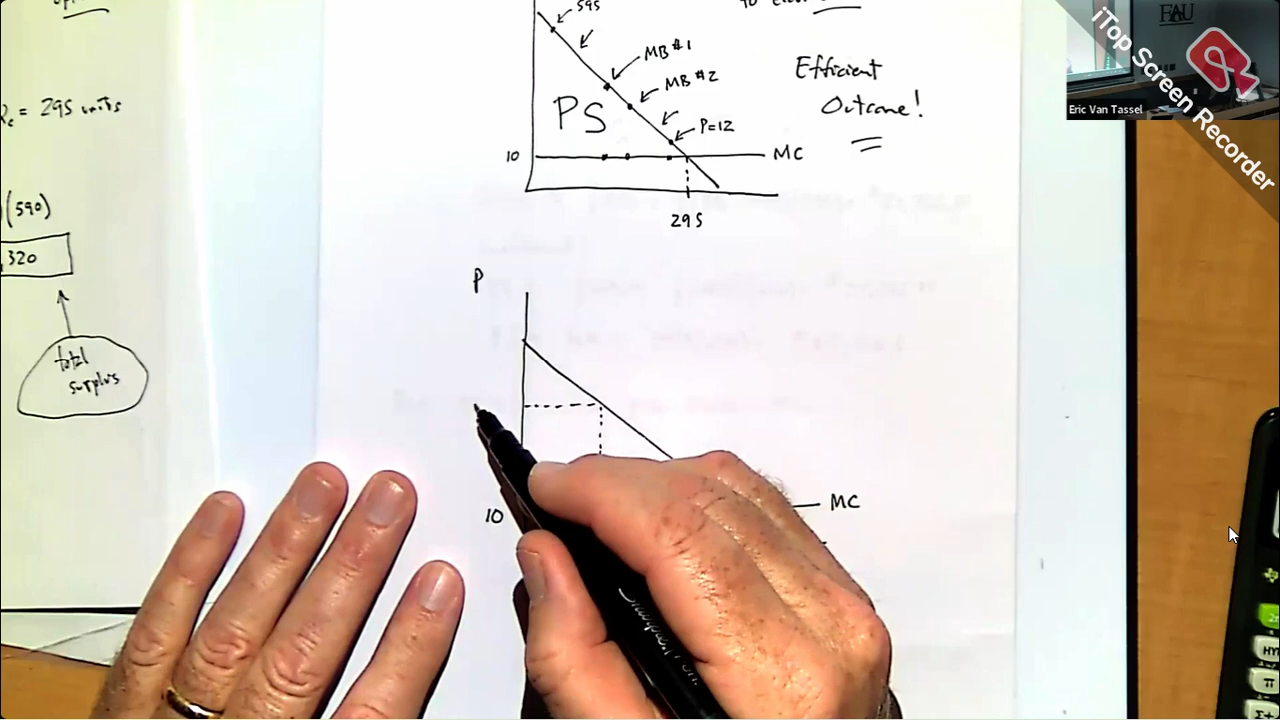 595
MB #1
MB #2
P=12
PS
10
MC
295
Efficient
Outcome!
= 295 units
(590)
320
total
surplus
P
10
MC
FAU
Eric Van Tassel
iTop Screen Recorder
HY
π
Σ+